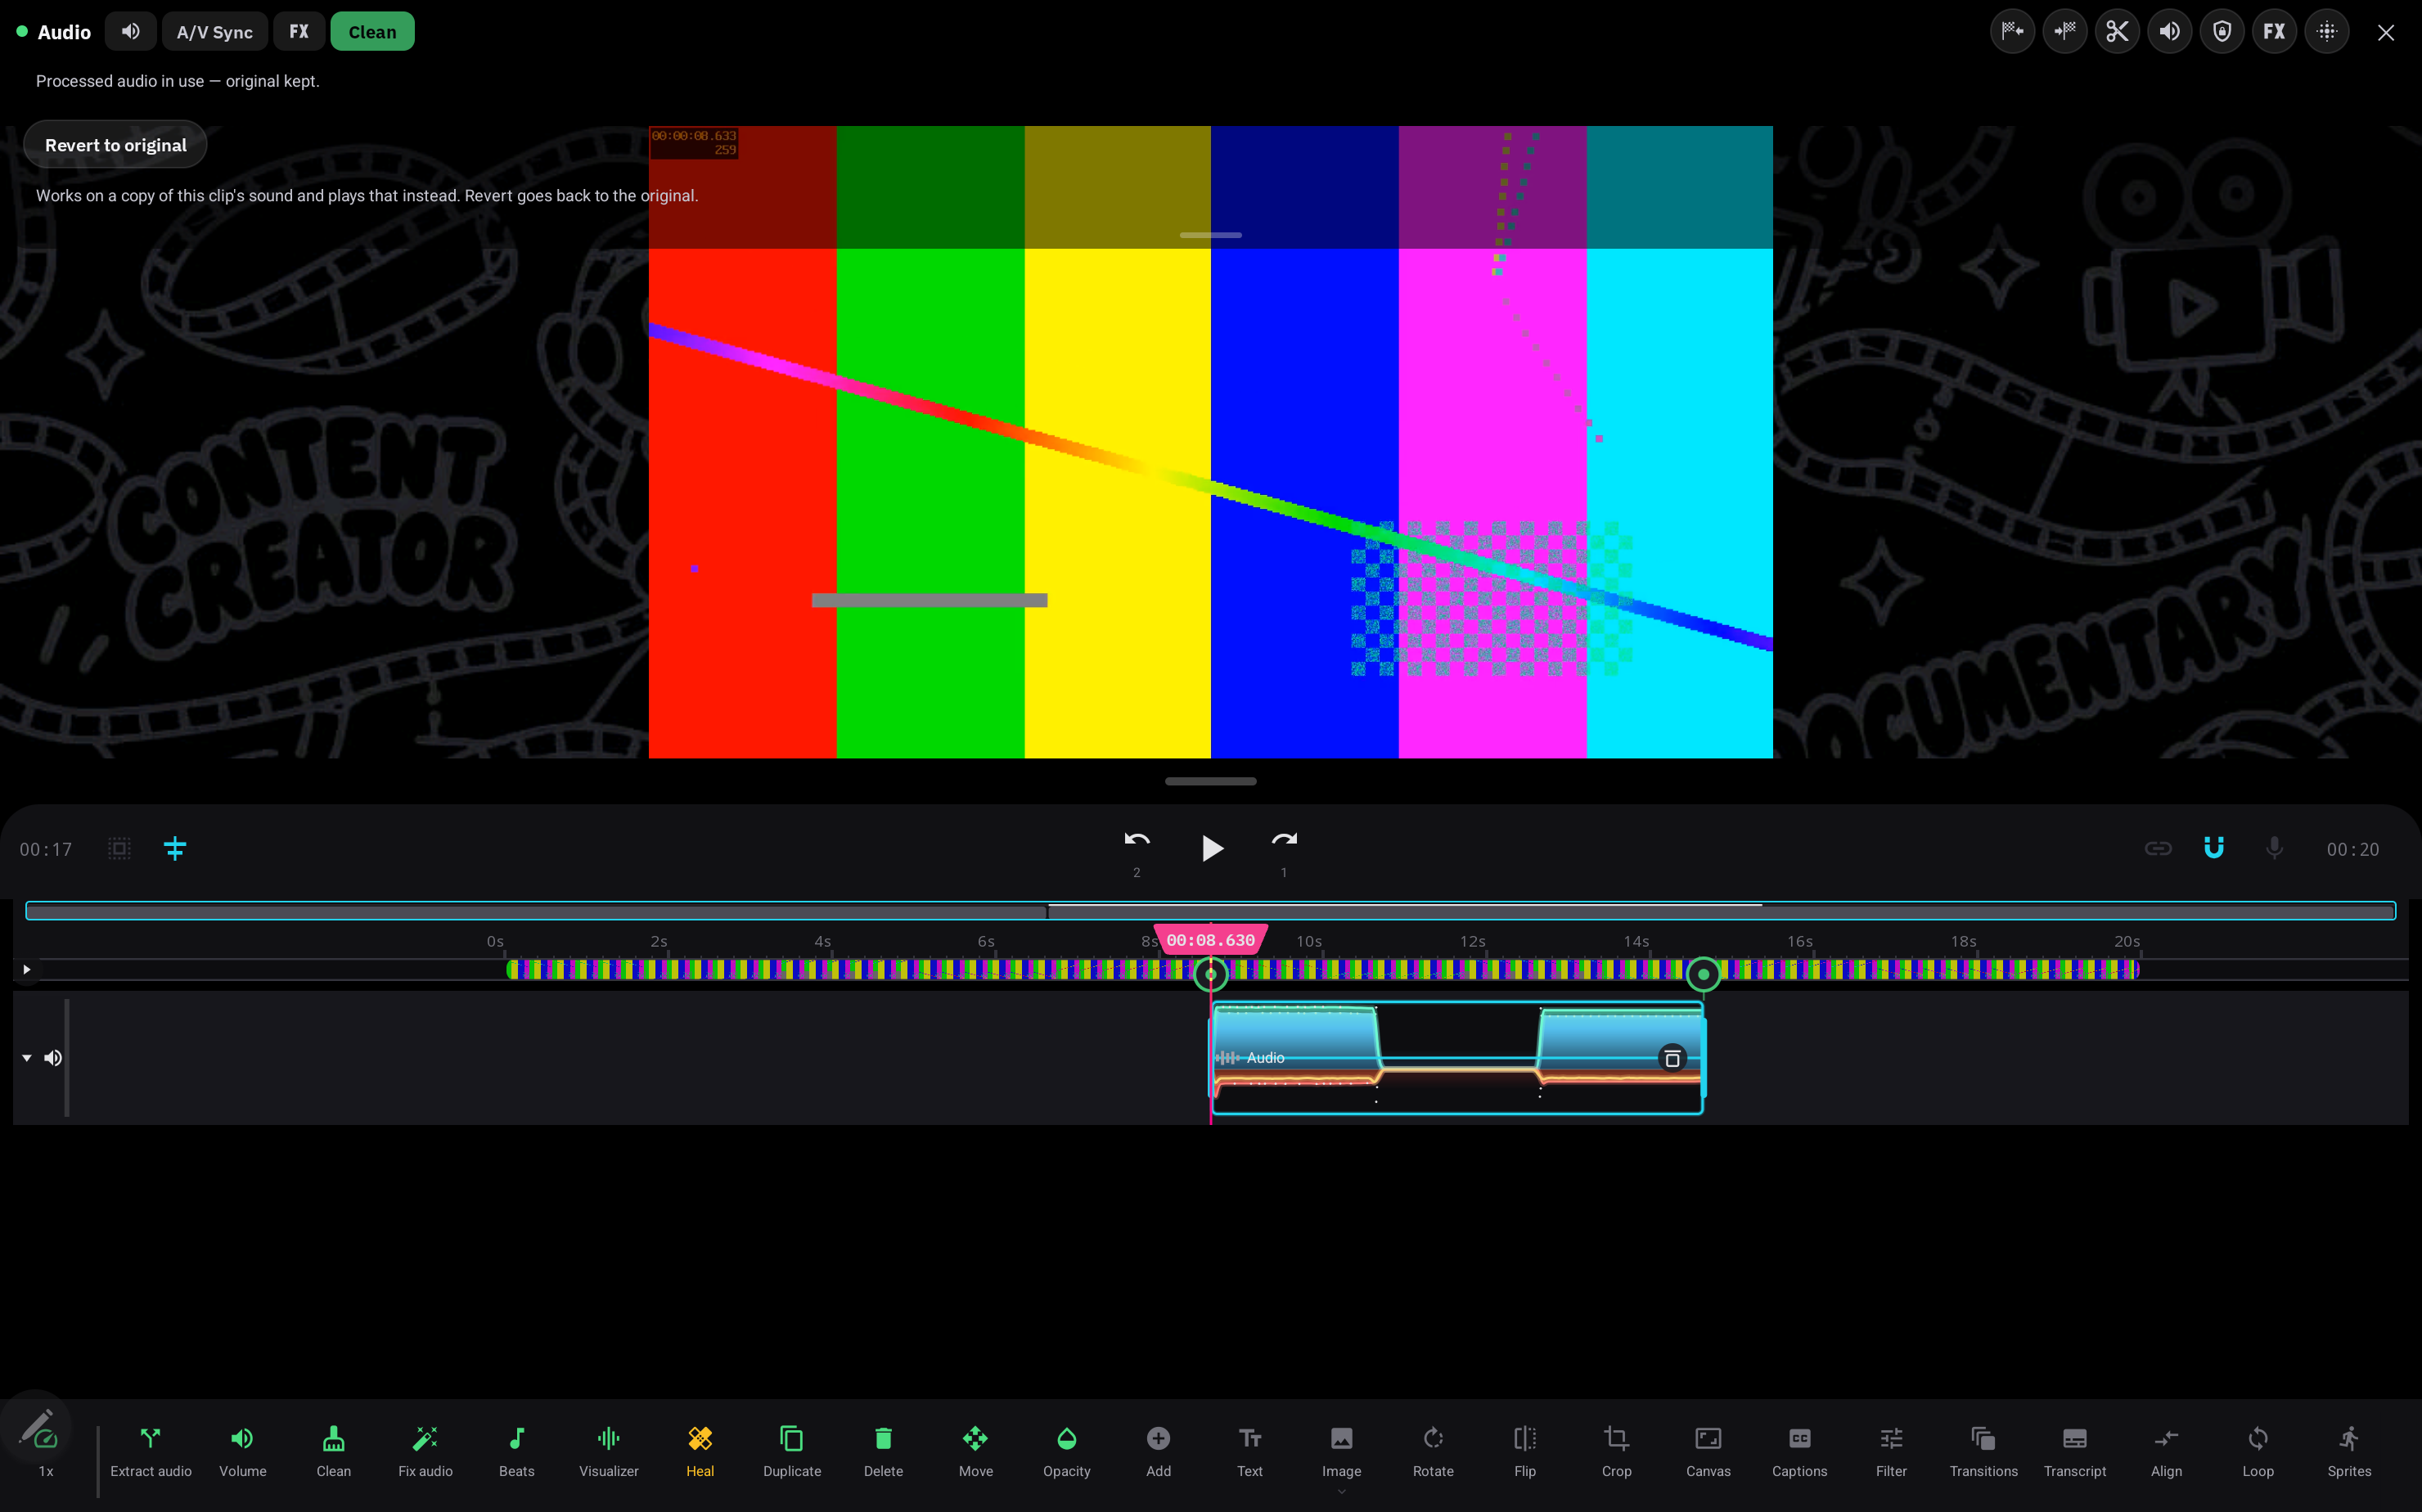 Audio
A/V Sync
FX
Clean
FX
Processed audio in use — original kept.
Revert to original
Works on a copy of this clip's sound and plays that instead. Revert goes back to the original.
00:00:08.633
259
CONTENT
CREATOR
DOCUMENTARY
00:17
2
1
00:20
0s
2s
4s
6s
8s
00:08.630
10s
12s
14s
16s
18s
20s
Audio
1x
Extract audio
Volume
Clean
Fix audio
Beats
Visualizer
Heal
Duplicate
Delete
Move
Opacity
Add
Text
Image
Rotate
Flip
Crop
Canvas
Captions
Filter
Transitions
Transcript
Align
Loop
Sprites